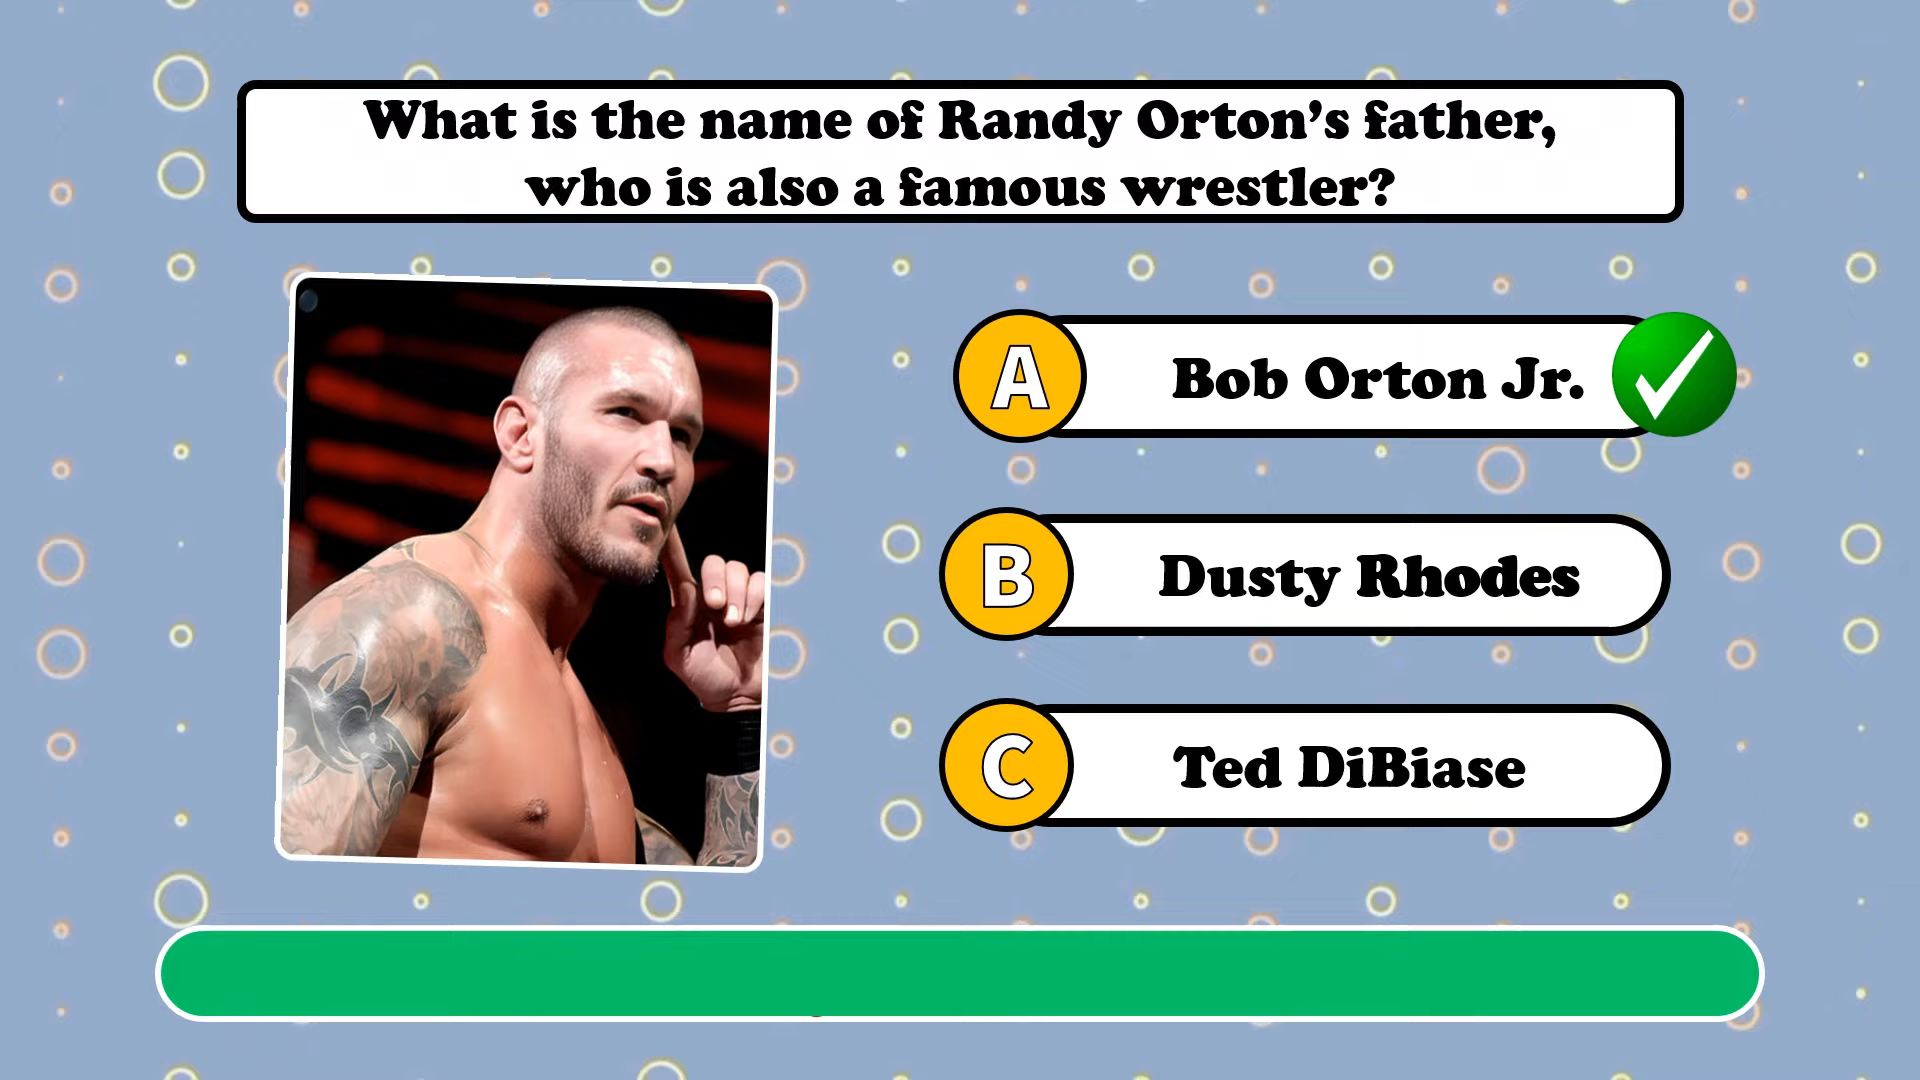 What is the name of Randy Orton’s father,
who is also a famous wrestler?
A Bob Orton Jr.
B Dusty Rhodes
C Ted DiBiase